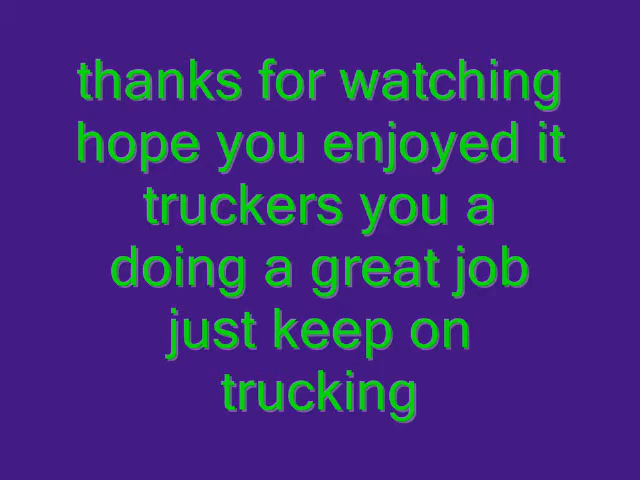 thanks for watching
hope you enjoyed it
truckers you a
doing a great job
just keep on
trucking